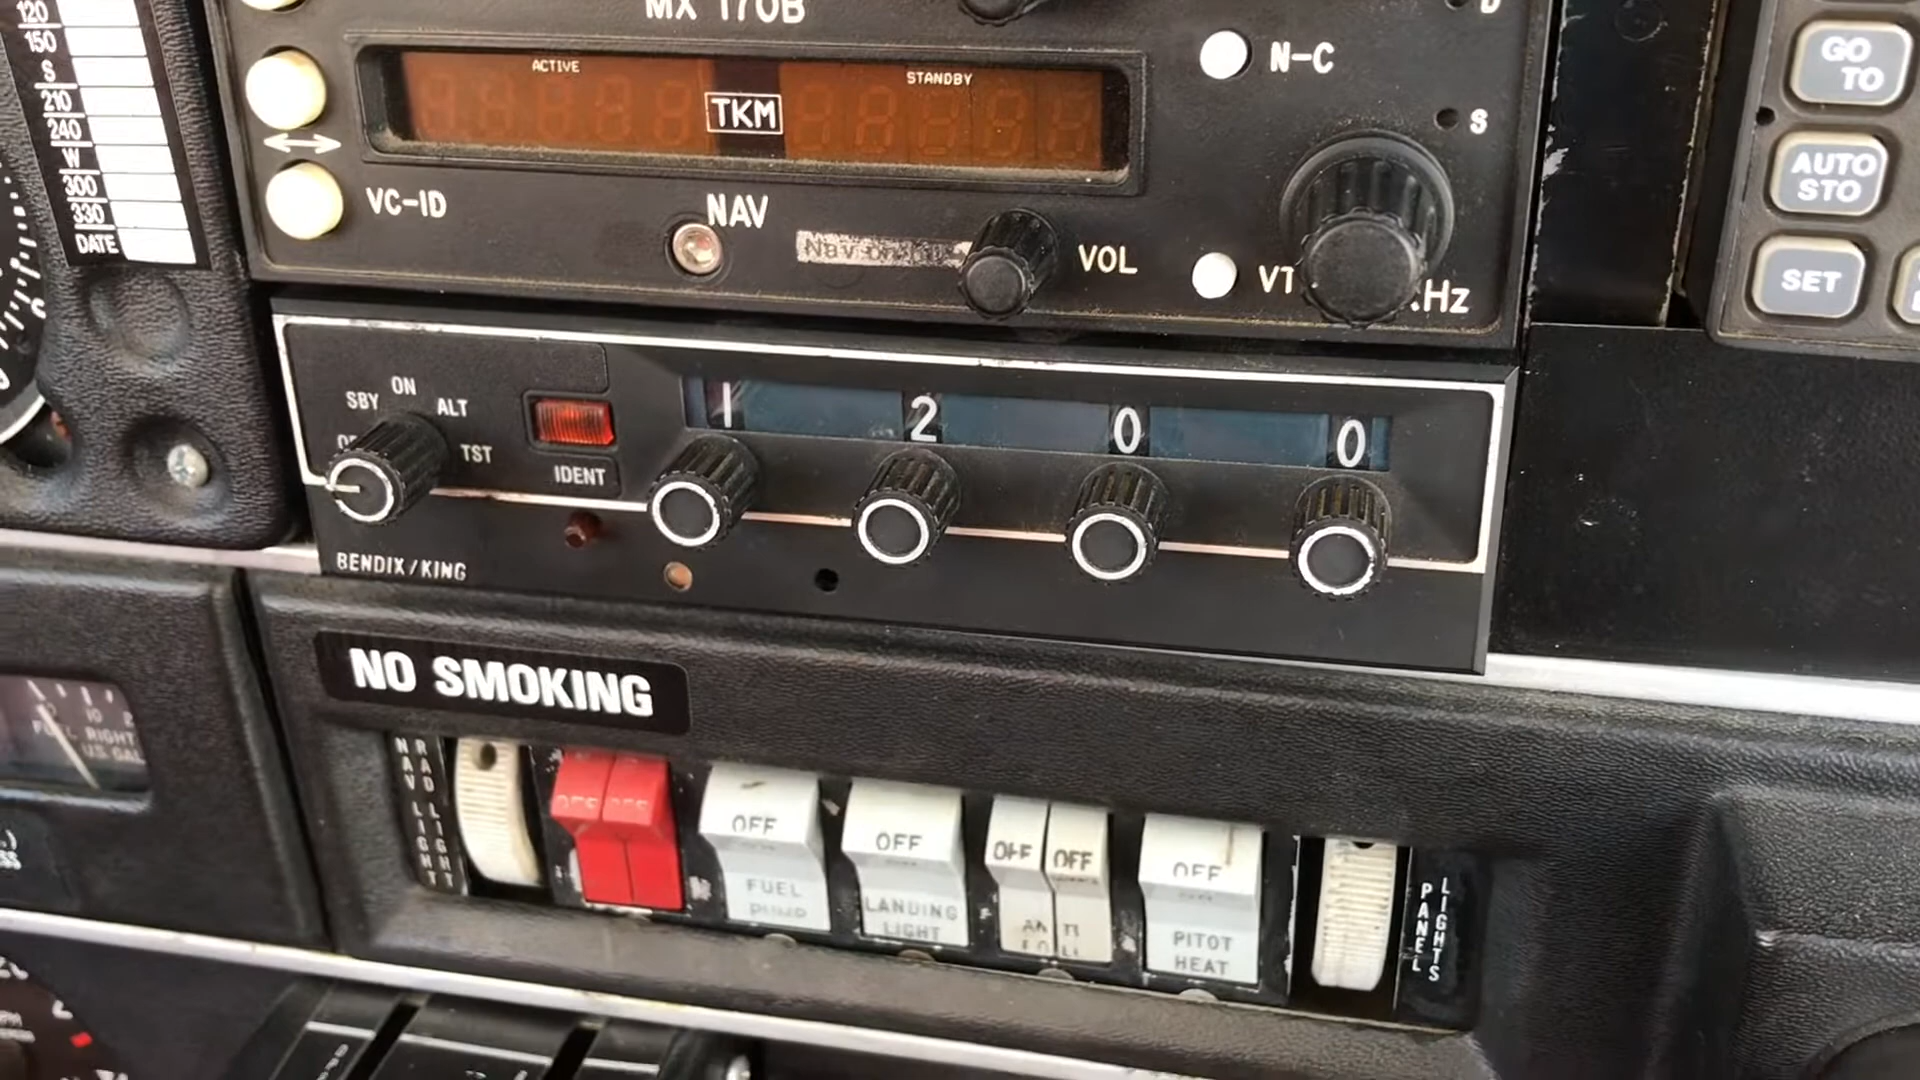 120
150
S
210
240
W
300
330
DATE
MX 170B
ACTIVE
STANDBY
TKM
N-C
D
S
VC-ID
NAV
VOL
GO
TO
AUTO
STO
SET
SBY
ON
ALT
TST
IDENT
1 2 0 0
BENDIX/KING
NO SMOKING
RIGHT
NAV LIGHT
RAD LIGHT
OFF
FUEL
PUMP
OFF
LANDING
LIGHT
OFF
OFF
OFF
PITOT
HEAT
PANEL
LIGHTS